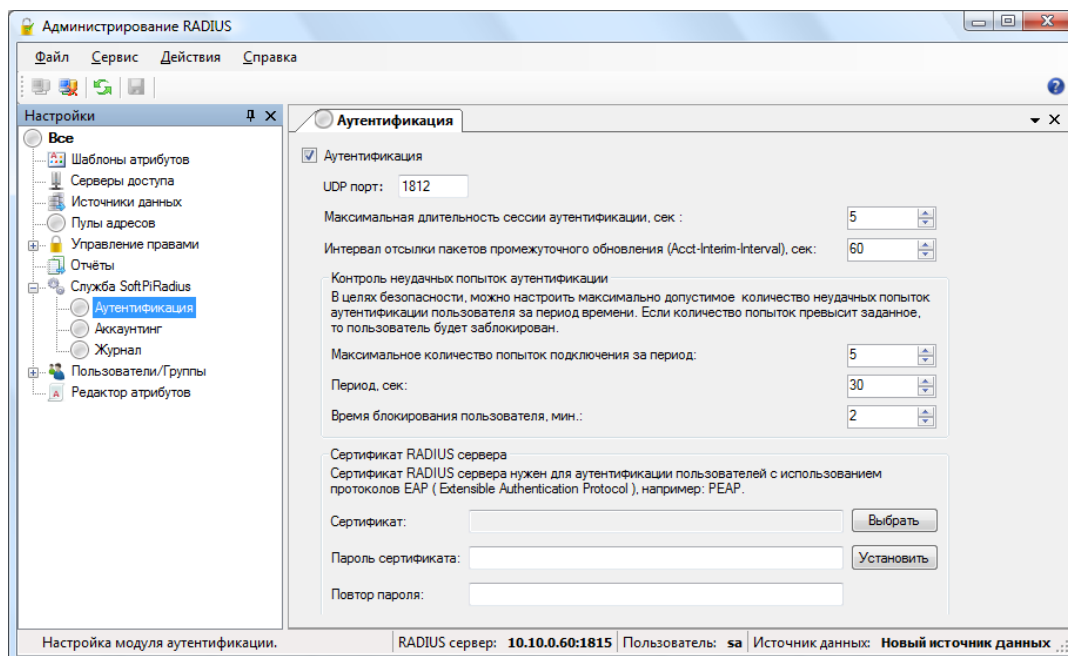 Администрирование RADIUS
Файл Сервис Действия Справка
Настройки
Все
Шаблоны атрибутов
Серверы доступа
Источники данных
Пулы адресов
Управление правами
Отчёты
Служба SoftPiRadius
Аутентификация
Аккаунтинг
Журнал
Пользователи/Группы
Редактор атрибутов
Аутентификация
Аутентификация
UDP порт: 1812
Максимальная длительность сессии аутентификации, сек : 5
Интервал отсылки пакетов промежуточного обновления (Acct-Interim-Interval), сек: 60
Контроль неудачных попыток аутентификации
В целях безопасности, можно настроить максимально допустимое количество неудачных попыток
аутентификации пользователя за период времени. Если количество попыток превысит заданное,
то пользователь будет заблокирован.
Максимальное количество попыток подключения за период: 5
Период, сек: 30
Время блокирования пользователя, мин.: 2
Сертификат RADIUS сервера
Сертификат RADIUS сервера нужен для аутентификации пользователей с использованием
протоколов EAP ( Extensible Authentication Protocol ), например: PEAP.
Сертификат: Выбрать
Пароль сертификата: Установить
Повтор пароля:
Настройка модуля аутентификации. RADIUS сервер: 10.10.0.60:1815 Пользователь: sa Источник данных: Новый источник данных